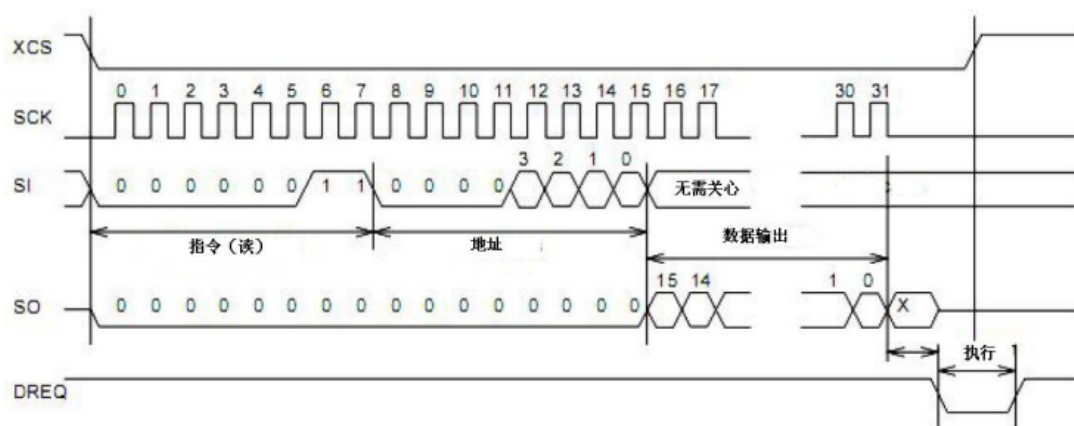 XCS
0 1 2 3 4 5 6 7 8 9 10 11 12 13 14 15 16 17 30 31
SCK
3 2 1 0
SI 0 0 0 0 0 0 1 1 0 0 0 0 无需关心
指令（读） 地址 数据输出
15 14 1 0
SO 0 0 0 0 0 0 0 0 0 0 0 0 0 0 0 0 X
执行
DREQ